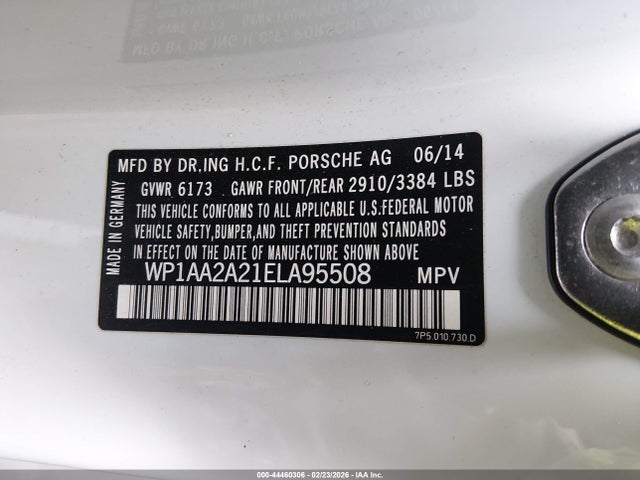 MFD BY DR,ING H.C.F. PORSCHE AG 06/14
GVWR 6173 GAWR FRONT/REAR 2910/3384 LBS
THIS VEHICLE CONFORMS TO ALL APPLICABLE U.S.FEDERAL MOTOR
VEHICLE SAFETY,BUMPER,AND THEFT PREVENTION STANDARDS
IN EFFECT ON THE DATE OF MANUFACTURE SHOWN ABOVE.
WP1AA2A21ELA95508 MPV
MADE IN GERMANY
7P5.010.730.D
000-44460306 - 02/23/2026 - IAAI.com